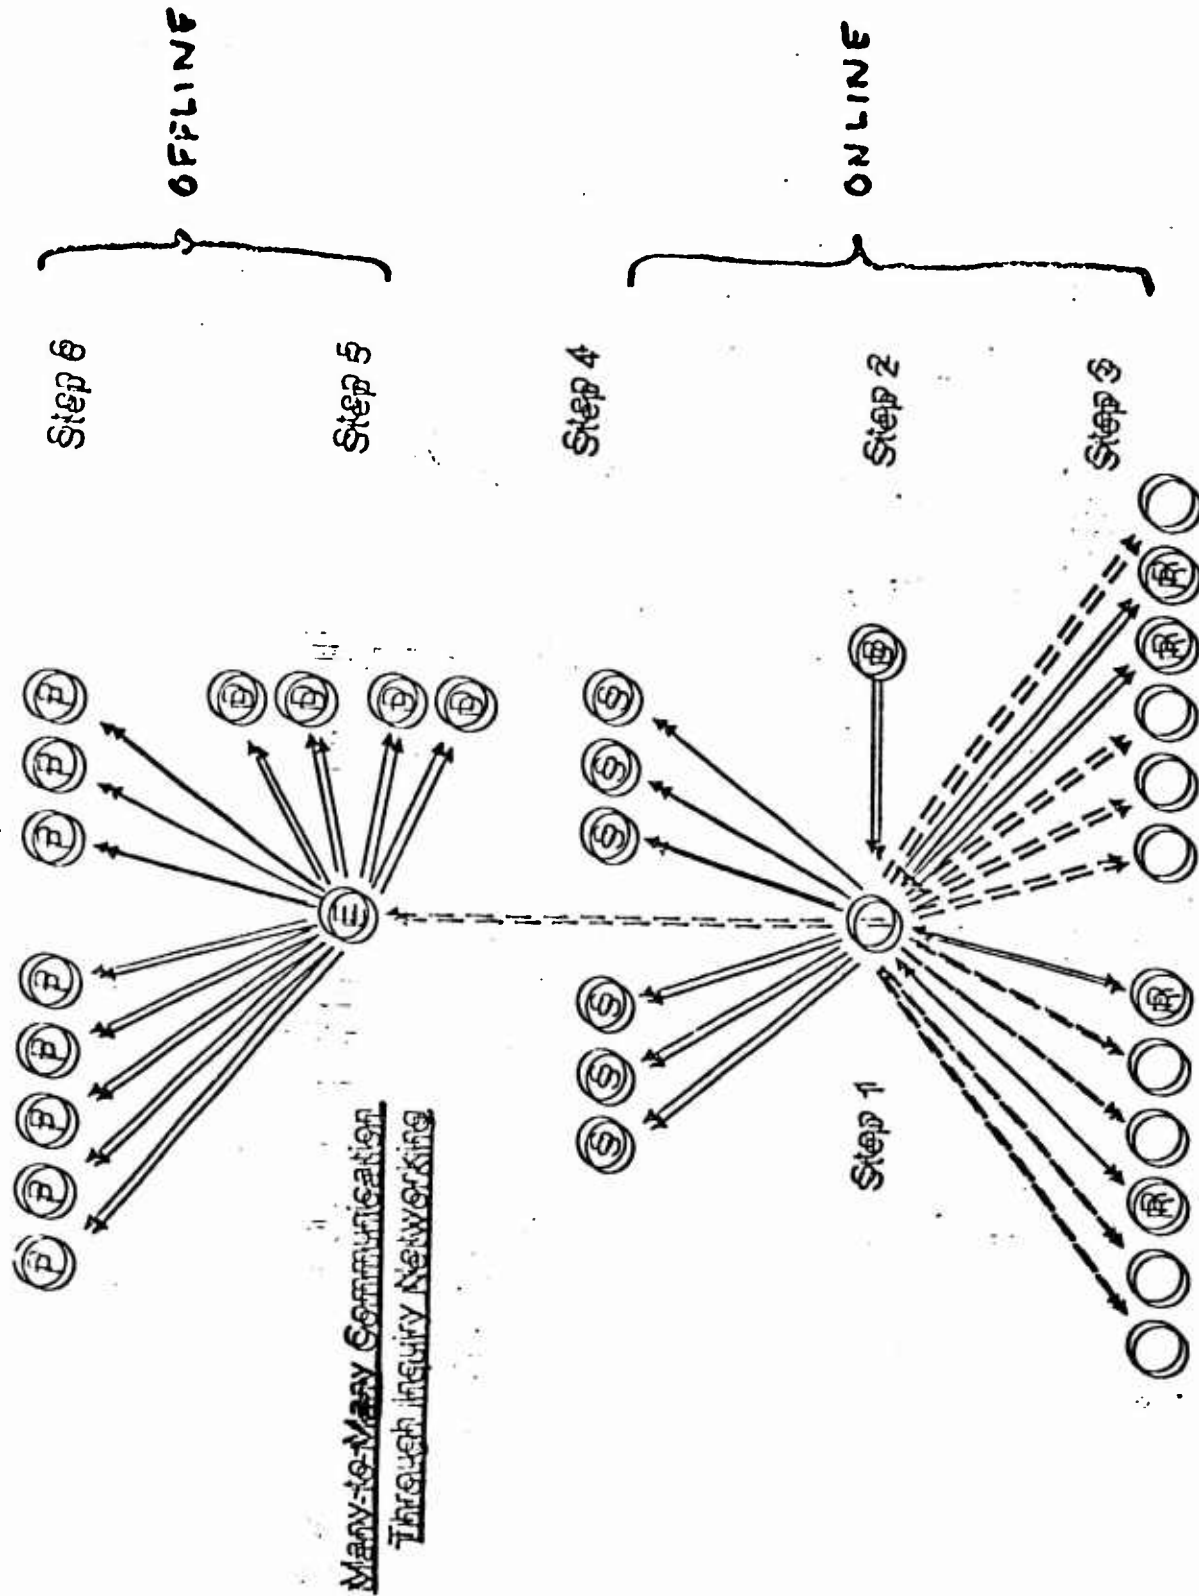 P P P P P P P P
Step 6
OFFLINE
D
D
D
D
Many-to-Many Communication
Through Inquiry Networking
E
Step 5
S S S S S S
Step 4
Step 1
B
Step 2
ONLINE
R R R R
Step 3